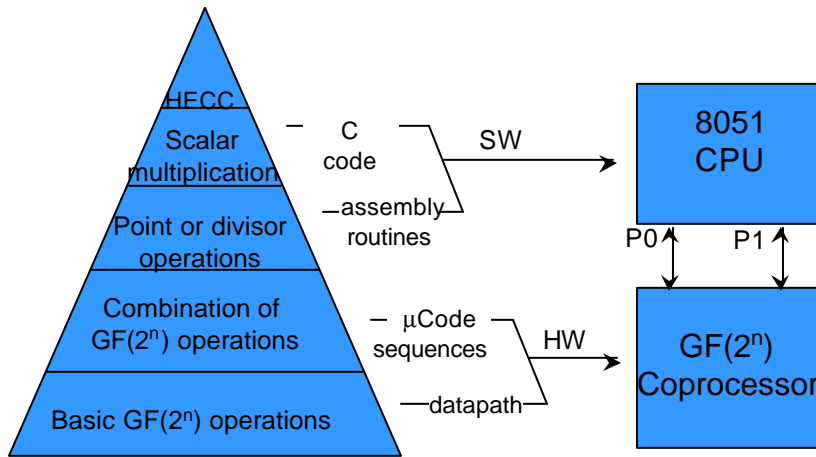 HECC
Scalar
multiplication
Point or divisor
operations
Combination of
GF(2ⁿ) operations
Basic GF(2ⁿ) operations
C
code
assembly
routines
SW
μCode
sequences
datapath
HW
8051
CPU
P0
P1
GF(2ⁿ)
Coprocessor